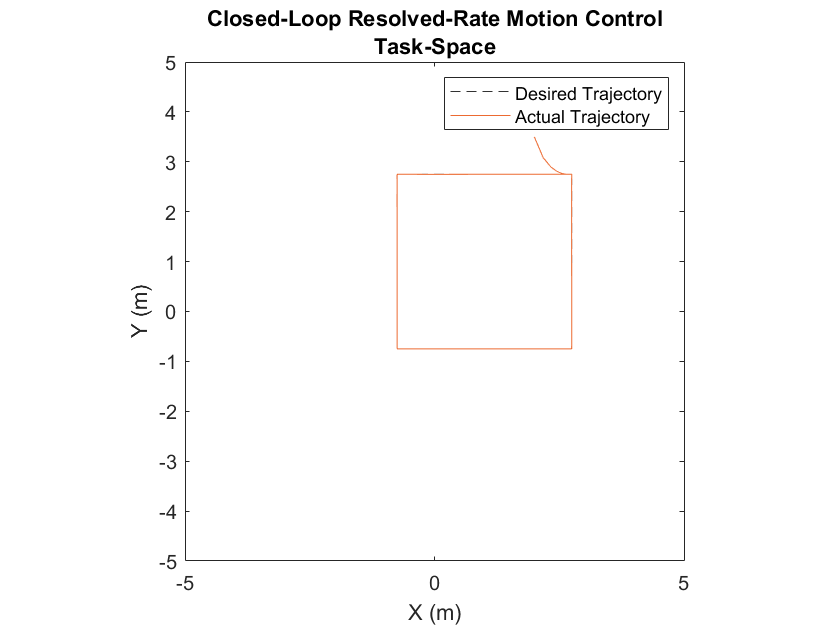 Closed-Loop Resolved-Rate Motion Control
Task-Space
Desired Trajectory
Actual Trajectory
5
4
3
2
1
0
-1
-2
-3
-4
-5
Y (m)
-5 0 5
X (m)